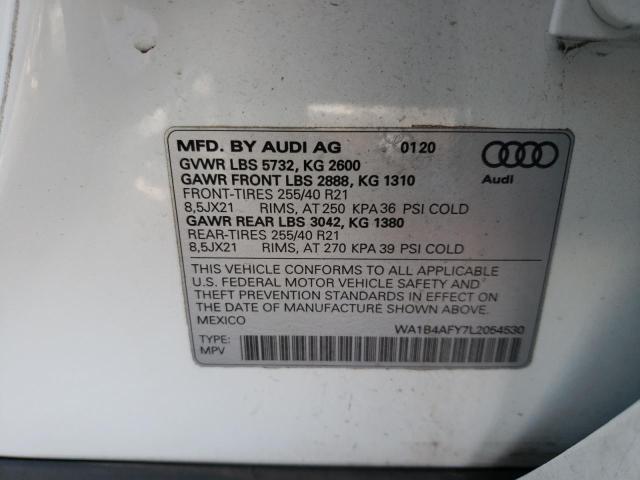 MFD. BY AUDI AG 0120
Audi
GVWR LBS 5732, KG 2600
GAWR FRONT LBS 2888, KG 1310
FRONT-TIRES 255/40 R21
8,5JX21 RIMS, AT 250 KPA 36 PSI COLD
GAWR REAR LBS 3042, KG 1380
REAR-TIRES 255/40 R21
8,5JX21 RIMS, AT 270 KPA 39 PSI COLD
THIS VEHICLE CONFORMS TO ALL APPLICABLE
U.S. FEDERAL MOTOR VEHICLE SAFETY AND
THEFT PREVENTION STANDARDS IN EFFECT ON
THE DATE OF MANUFACTURE SHOWN ABOVE.
MEXICO WA1B4AFY7L2054530
TYPE:
MPV